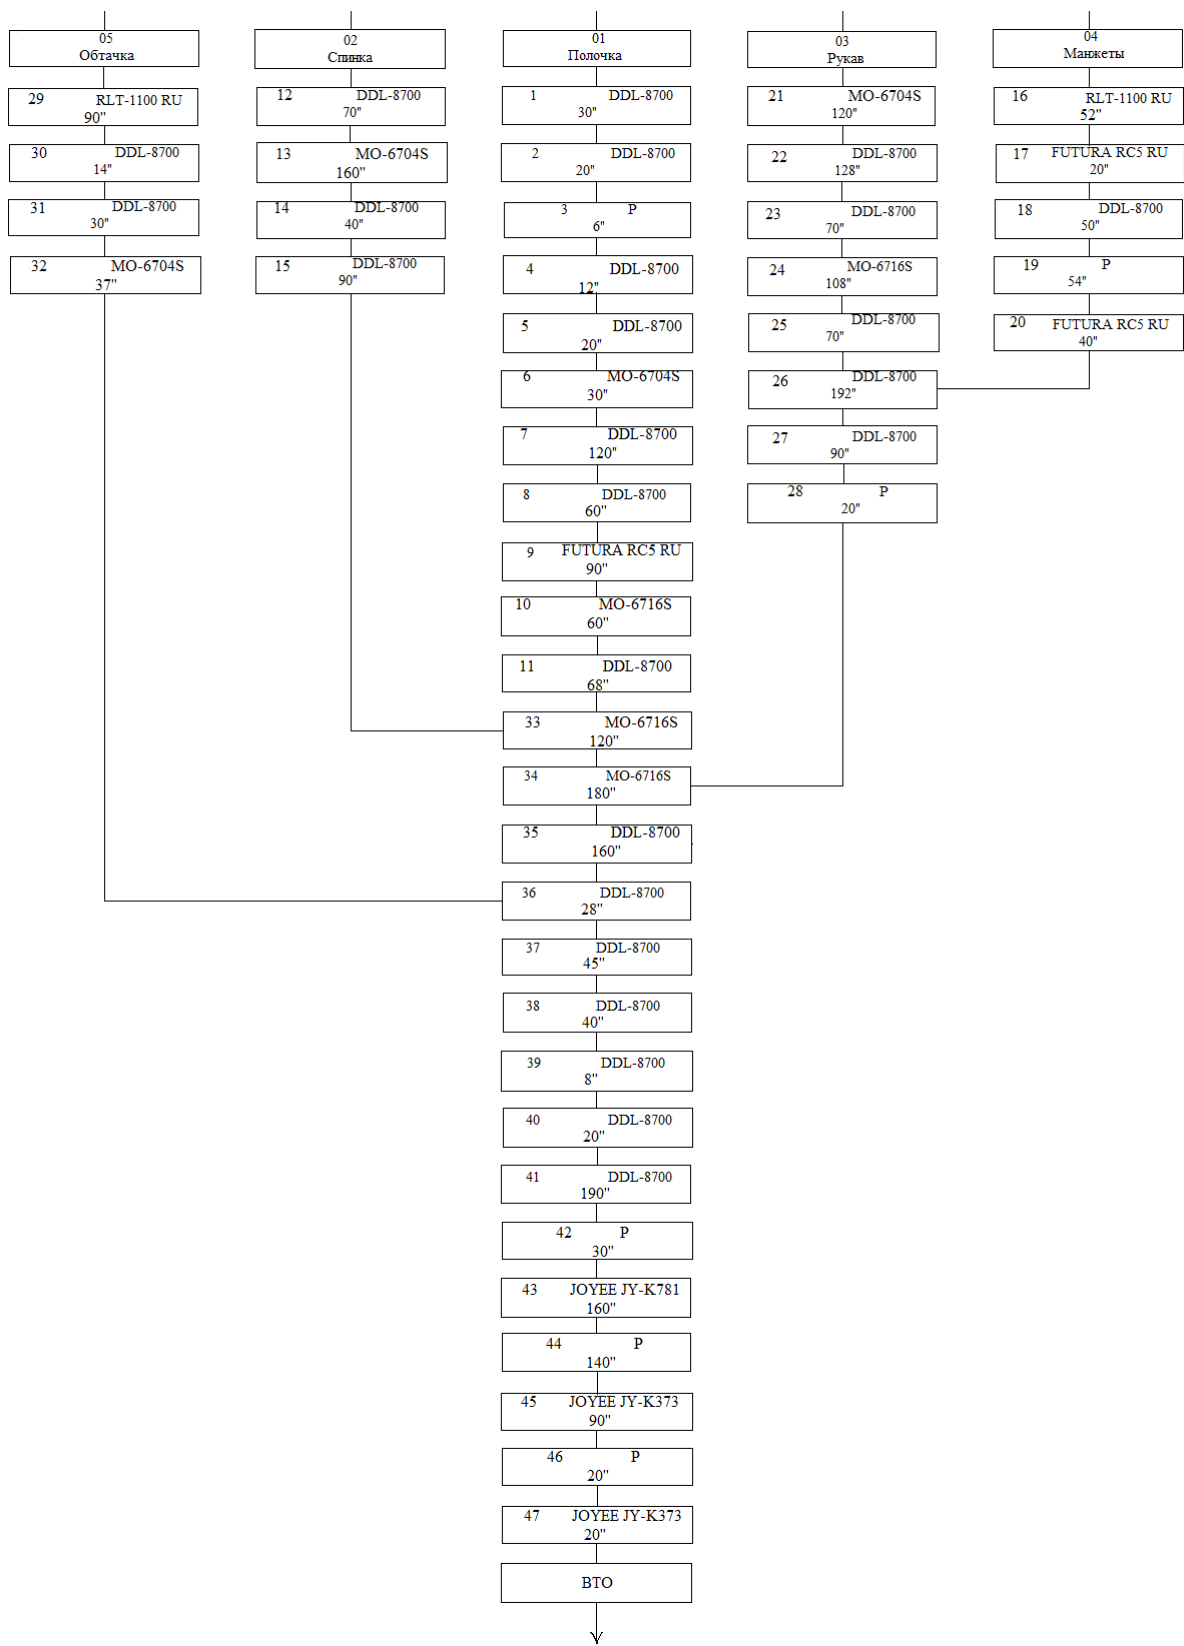 05
Обтачка
29 RLT-1100 RU
90"
30 DDL-8700
14"
31 DDL-8700
30"
32 MO-6704S
37"
02
Спинка
12 DDL-8700
70"
13 MO-6704S
160"
14 DDL-8700
40"
15 DDL-8700
90"
01
Полочка
1 DDL-8700
30"
2 DDL-8700
20"
3 Р
6"
4 DDL-8700
12"
5 DDL-8700
20"
6 MO-6704S
30"
7 DDL-8700
120"
8 DDL-8700
60"
9 FUTURA RC5 RU
90"
10 MO-6716S
60"
11 DDL-8700
68"
33 MO-6716S
120"
34 MO-6716S
180"
35 DDL-8700
160"
36 DDL-8700
28"
37 DDL-8700
45"
38 DDL-8700
40"
39 DDL-8700
8"
40 DDL-8700
20"
41 DDL-8700
190"
42 Р
30"
43 JOYEE JY-K781
160"
44 Р
140"
45 JOYEE JY-K373
90"
46 Р
20"
47 JOYEE JY-K373
20"
ВТО
03
Рукав
21 MO-6704S
120"
22 DDL-8700
128"
23 DDL-8700
70"
24 MO-6716S
108"
25 DDL-8700
70"
26 DDL-8700
192"
27 DDL-8700
90"
28 Р
20"
04
Манжеты
16 RLT-1100 RU
52"
17 FUTURA RC5 RU
20"
18 DDL-8700
50"
19 Р
54"
20 FUTURA RC5 RU
40"